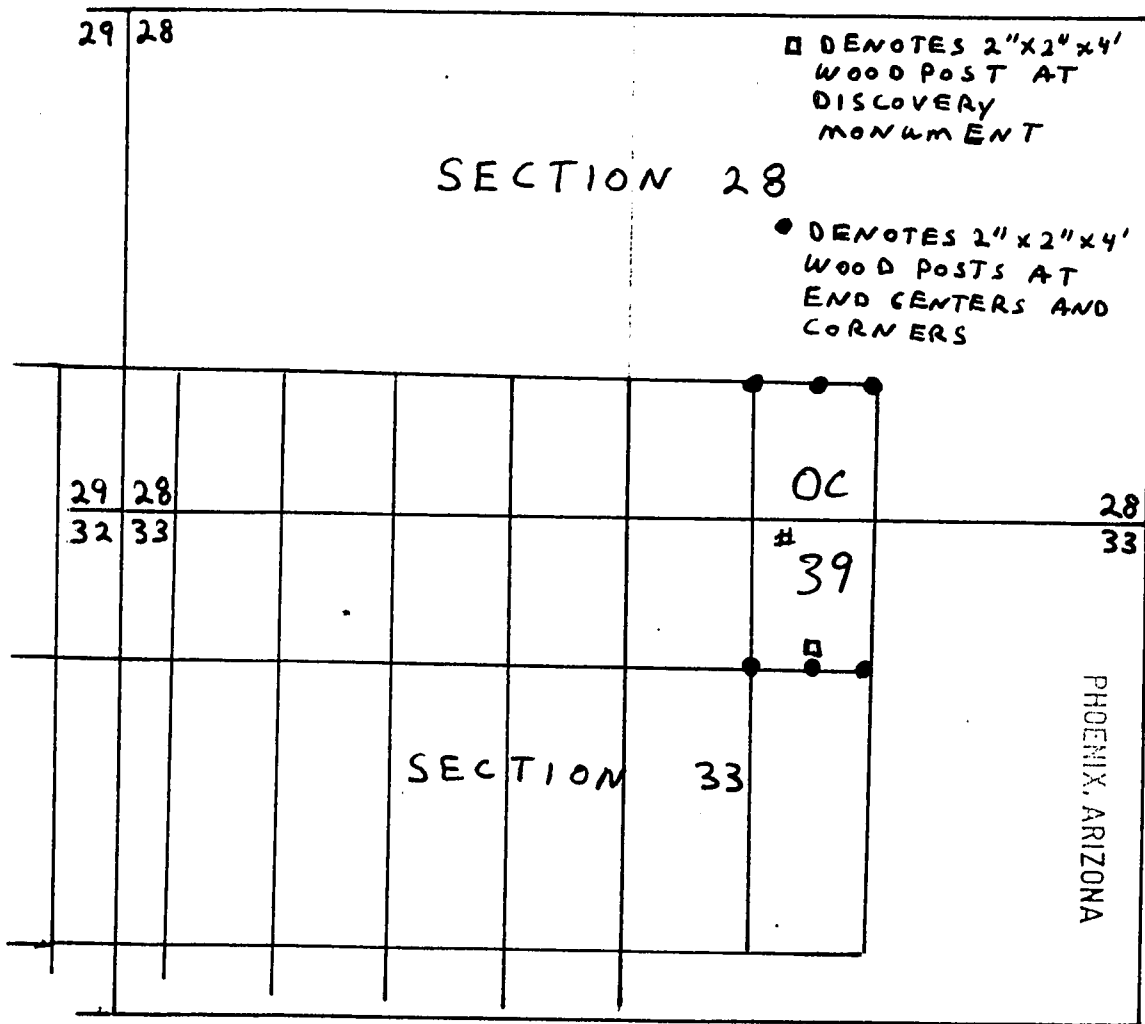 29 28
□ DENOTES 2"X2"X4'
WOOD POST AT
DISCOVERY
MONUMENT
SECTION 28
● DENOTES 2"X2"X4'
WOOD POSTS AT
END CENTERS AND
CORNERS
OC
29 28
28
32 33
33
#
39
PHOENIX, ARIZONA
SECTION 33